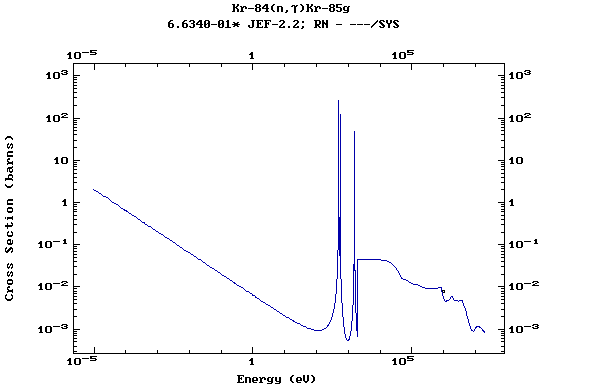 Kr-84(n,γ)Kr-85g
6.6340-01* JEF-2.2; RN - ---/SYS
10⁻⁵ 1 10⁵
10³ 10³
10² 10²
10 10
1 1
10⁻¹ 10⁻¹
10⁻² 10⁻²
10⁻³ 10⁻³
10⁻⁵ 1 10⁵
Cross Section (barns)
Energy (eV)